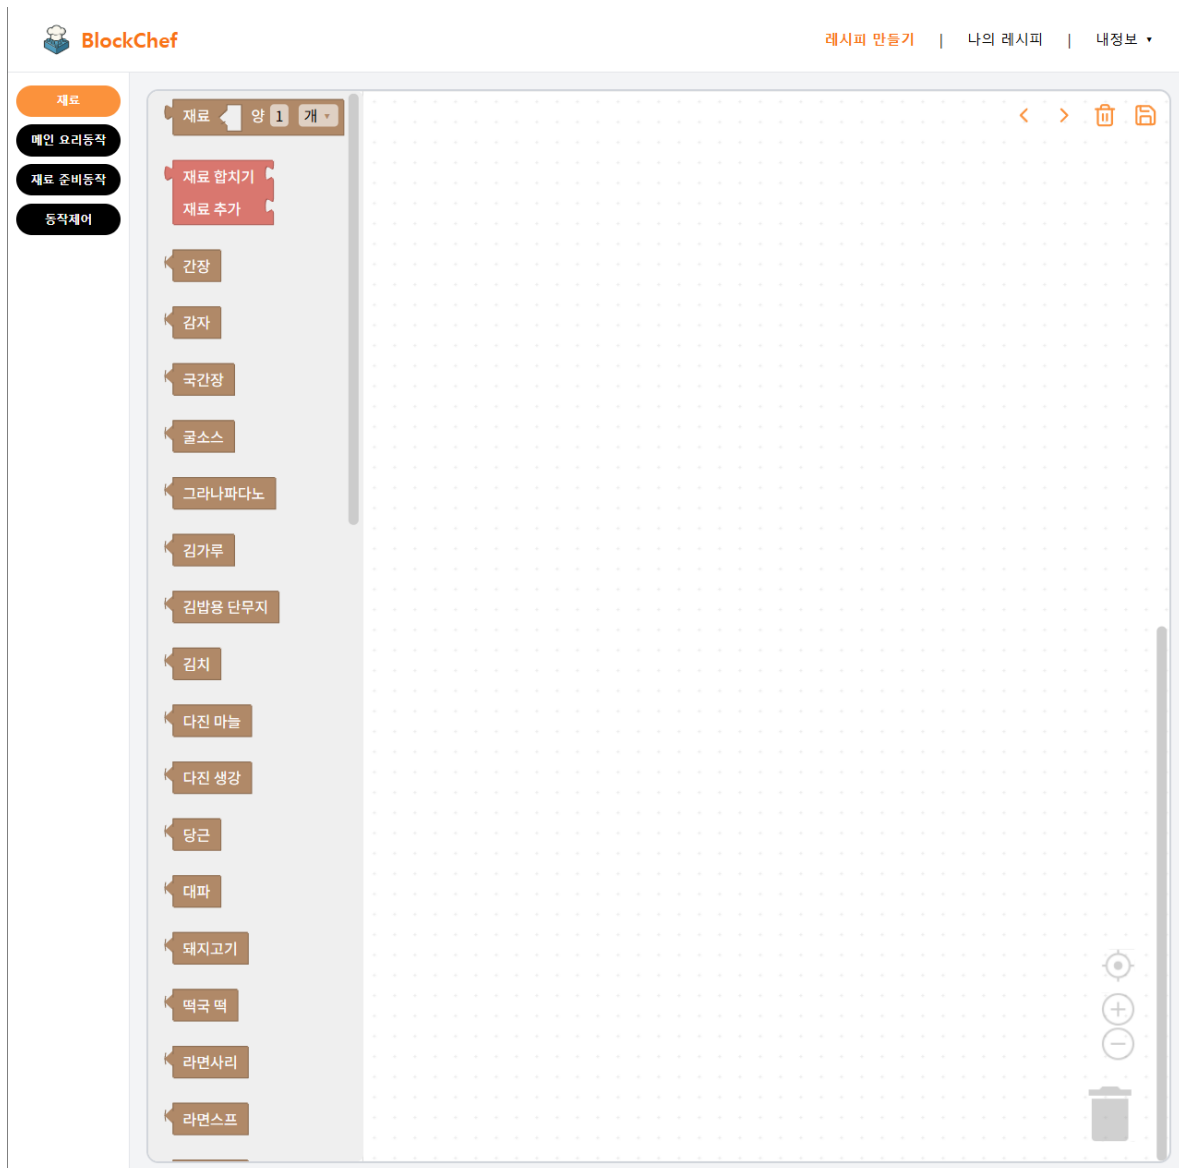 BlockChef
레시피 만들기 | 나의 레시피 | 내정보
재료
메인 요리동작
재료 준비동작
동작제어
재료 양 1 개
재료 합치기
재료 추가
간장
감자
국간장
굴소스
그라나파다노
김가루
김밥용 단무지
김치
다진 마늘
다진 생강
당근
대파
돼지고기
떡국 떡
라면사리
라면스프